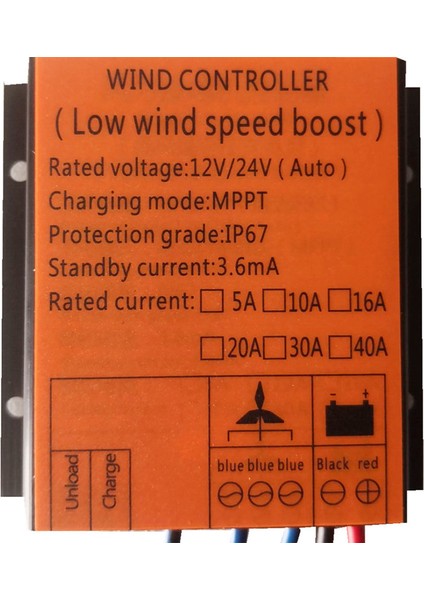 WIND CONTROLLER
( Low wind speed boost )
Rated voltage:12V/24V ( Auto )
Charging mode:MPPT
Protection grade:IP67
Standby current:3.6mA
Rated current: 5A 10A 16A
20A 30A 40A
- +
Unload
Charge
blue blue blue
Black red